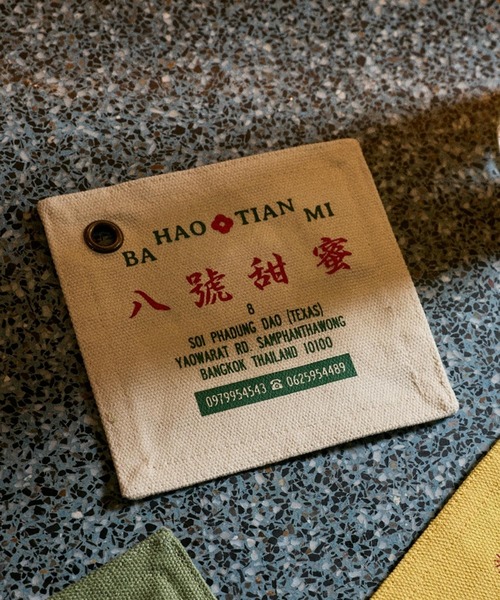 BA HAO TIAN MI
八號甜蜜
8
SOI PHADUNG DAO (TEXAS)
YAOWARAT RD. SAMPHANTHAWONG
BANGKOK THAILAND 10100
0979954543 ☎ 0625954489